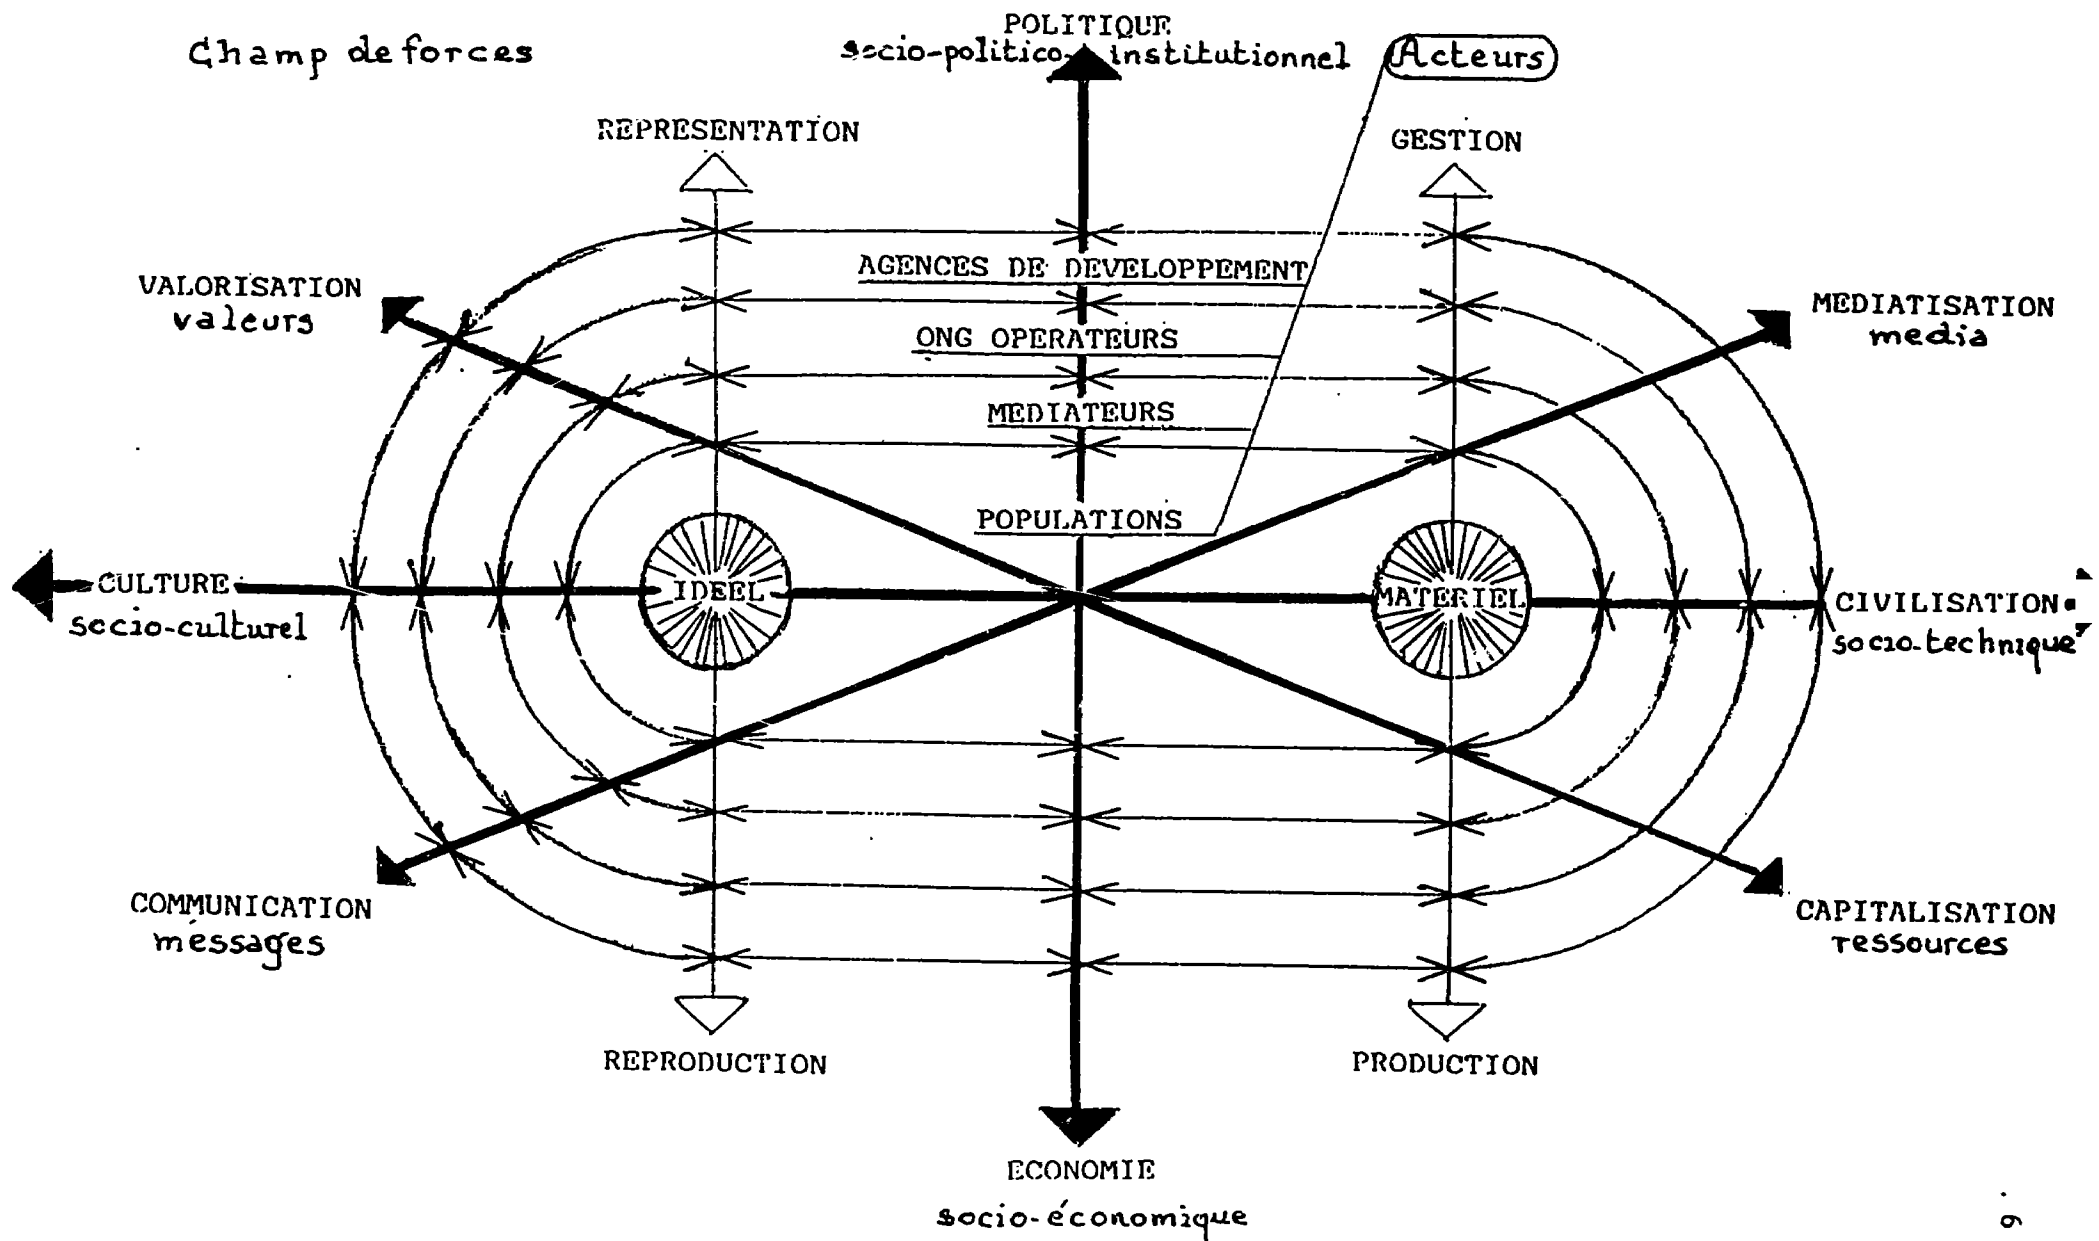 Champ de forces
POLITIQUE
socio-politico-institutionnel
Acteurs
REPRESENTATION
GESTION
AGENCES DE DEVELOPPEMENT
VALORISATION
valeurs
MEDIATISATION
media
ONG OPERATEURS
MEDIATEURS
POPULATIONS
CULTURE
socio-culturel
IDEEL
MATERIEL
CIVILISATION
socio-technique
COMMUNICATION
messages
CAPITALISATION
ressources
REPRODUCTION
PRODUCTION
ECONOMIE
socio-économique
6